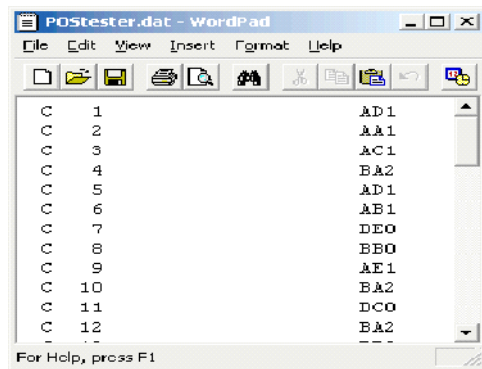 POStester.dat - WordPad
File Edit View Insert Format Help
C 1 AD1
C 2 AA1
C 3 AC1
C 4 BA2
C 5 AD1
C 6 AB1
C 7 DE0
C 8 BB0
C 9 AE1
C 10 BA2
C 11 DC0
C 12 BA2
For Help, press F1